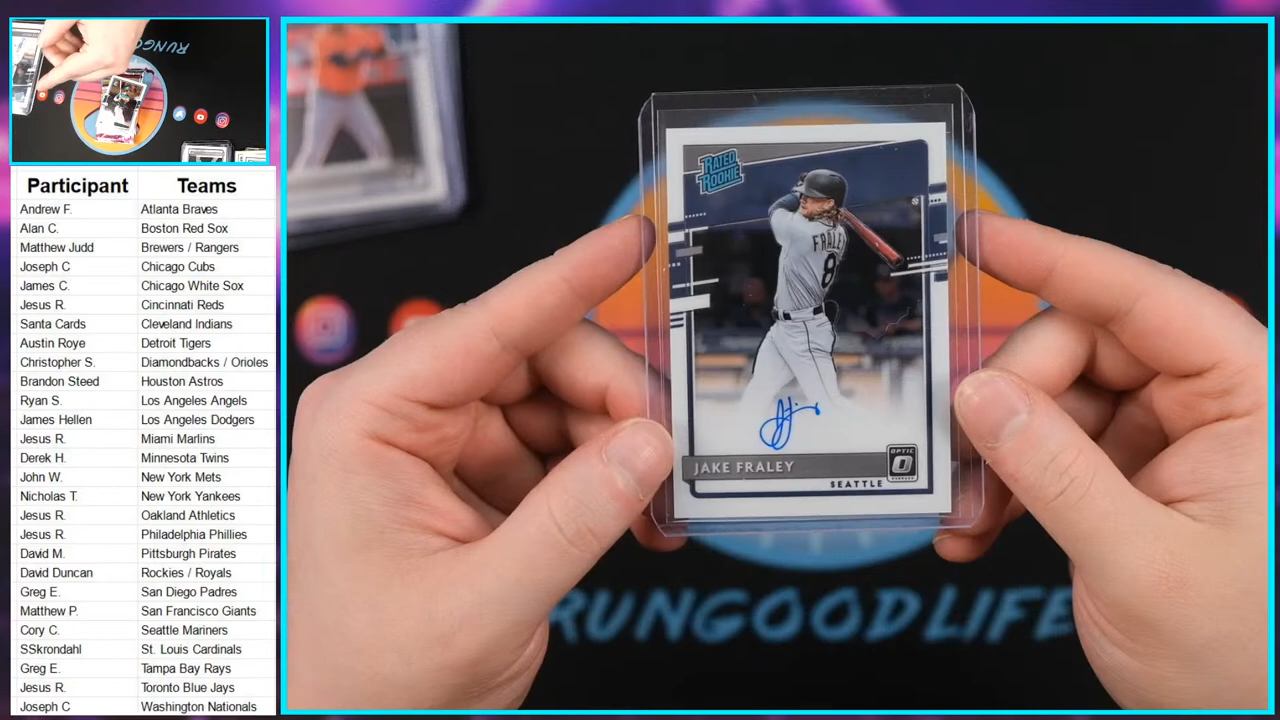 RUNGOOD
Participant Teams
Andrew F. Atlanta Braves
Alan C. Boston Red Sox
Matthew Judd Brewers / Rangers
Joseph C Chicago Cubs
James C. Chicago White Sox
Jesus R. Cincinnati Reds
Santa Cards Cleveland Indians
Austin Roye Detroit Tigers
Christopher S. Diamondbacks / Orioles
Brandon Steed Houston Astros
Ryan S. Los Angeles Angels
James Hellen Los Angeles Dodgers
Jesus R. Miami Marlins
Derek H. Minnesota Twins
John W. New York Mets
Nicholas T. New York Yankees
Jesus R. Oakland Athletics
Jesus R. Philadelphia Phillies
David M. Pittsburgh Pirates
David Duncan Rockies / Royals
Greg E. San Diego Padres
Matthew P. San Francisco Giants
Cory C. Seattle Mariners
SSkrondahl St. Louis Cardinals
Greg E. Tampa Bay Rays
Jesus R. Toronto Blue Jays
Joseph C Washington Nationals
RATED
ROOKIE
FRALEY
8
OPTIC
JAKE FRALEY
SEATTLE
RUNGOODLIFE